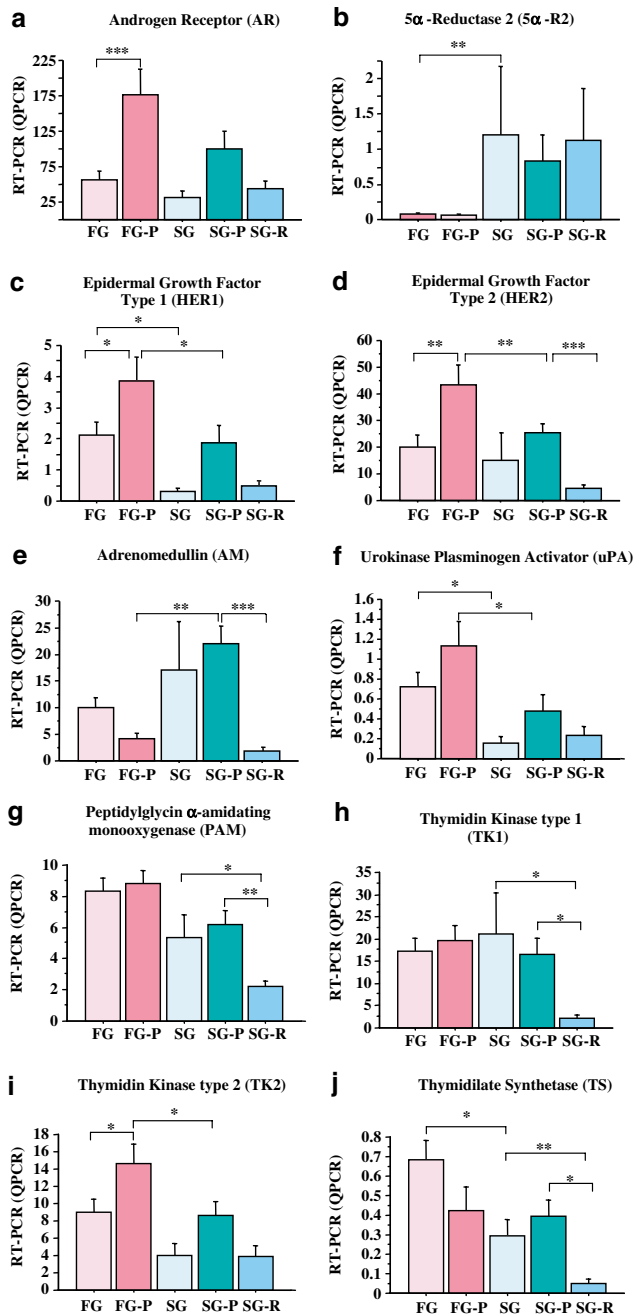 a
Androgen Receptor (AR)
RT-PCR (QPCR)
175
125
75
25
***
FG FG-P SG SG-P SG-R
b
5α-Reductase 2 (5α-R2)
RT-PCR (QPCR)
2
1.5
1
0.5
0
**
FG FG-P SG SG-P SG-R
c
Epidermal Growth Factor
Type 1 (HER1)
RT-PCR (QPCR)
5
4
3
2
1
0
*
* *
FG FG-P SG SG-P SG-R
d
Epidermal Growth Factor
Type 2 (HER2)
RT-PCR (QPCR)
60
50
40
30
20
10
0
** ** ***
FG FG-P SG SG-P SG-R
e
Adrenomedullin (AM)
RT-PCR (QPCR)
30
25
20
15
10
5
0
** ***
FG FG-P SG SG-P SG-R
f
Urokinase Plasminogen Activator (uPA)
RT-PCR (QPCR)
1.6
1.4
1.2
1
0.8
0.6
0.4
0.2
0
*
*
FG FG-P SG SG-P SG-R
g
Peptidylglycin α-amidating
monooxygenase (PAM)
RT-PCR (QPCR)
10
8
6
4
2
0
*
**
FG FG-P SG SG-P SG-R
h
Thymidin Kinase type 1
(TK1)
RT-PCR (QPCR)
35
30
25
20
15
10
5
0
*
*
FG FG-P SG SG-P SG-R
i
Thymidin Kinase type 2 (TK2)
RT-PCR (QPCR)
18
16
14
12
10
8
6
4
2
0
* *
FG FG-P SG SG-P SG-R
j
Thymidilate Synthetase (TS)
RT-PCR (QPCR)
0.8
0.7
0.6
0.5
0.4
0.3
0.2
0.1
0
*
**
*
FG FG-P SG SG-P SG-R